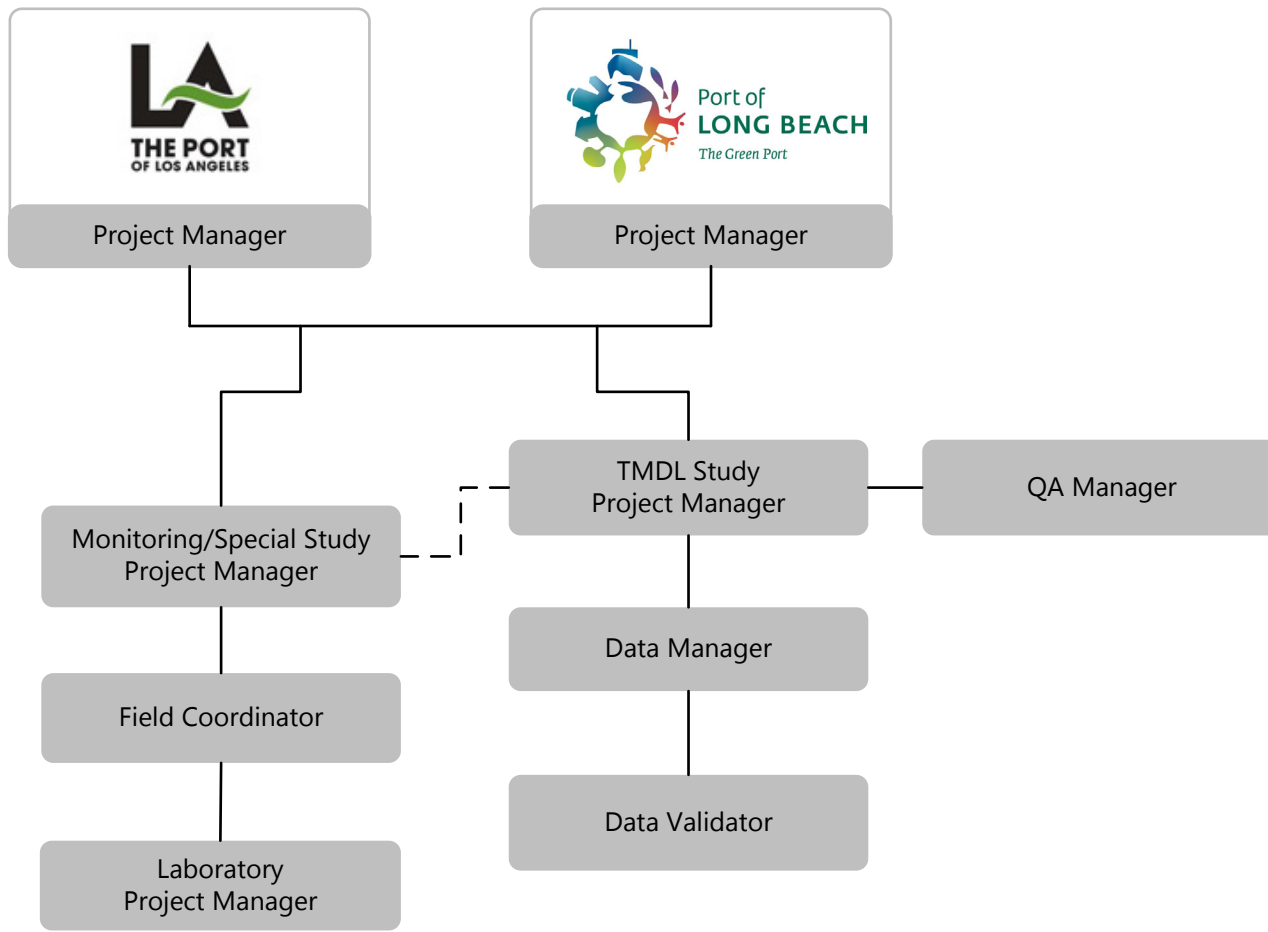 LA
THE PORT
OF LOS ANGELES
Project Manager
Port of
LONG BEACH
The Green Port
Project Manager
TMDL Study
Project Manager
QA Manager
Monitoring/Special Study
Project Manager
Data Manager
Field Coordinator
Data Validator
Laboratory
Project Manager